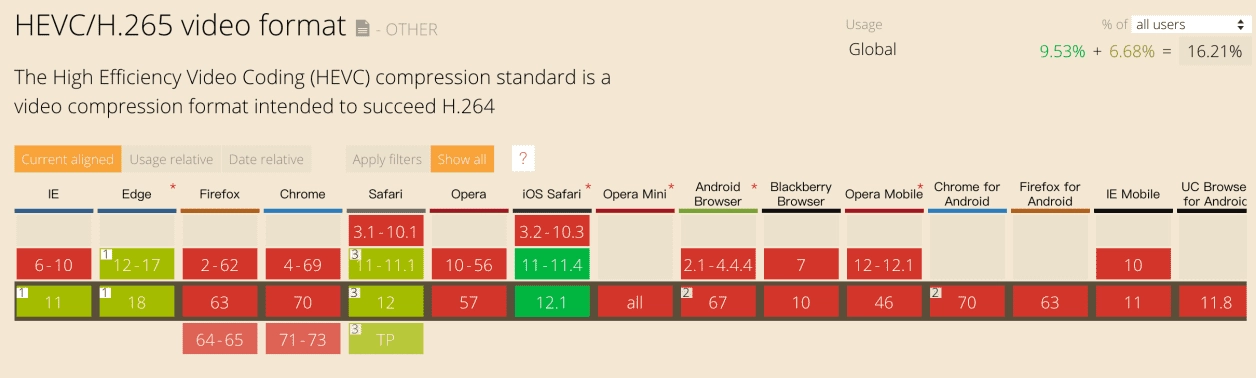 HEVC/H.265 video format - OTHER
Usage % of all users
Global 9.53% + 6.68% = 16.21%
The High Efficiency Video Coding (HEVC) compression standard is a
video compression format intended to succeed H.264
Current aligned Usage relative Date relative Apply filters Show all ?
IE Edge * Firefox Chrome Safari Opera iOS Safari * Opera Mini * Android Browser * Blackberry Browser Opera Mobile * Chrome for Android Firefox for Android IE Mobile UC Browse for Android
3.1-10.1 3.2-10.3
6-10 1 12-17 2-62 4-69 3 11-11.1 10-56 11-11.4 2.1-4.4.4 7 12-12.1 10
1 11 1 18 63 70 3 12 57 12.1 all 2 67 10 46 2 70 63 11 11.8
64-65 71-73 3 TP